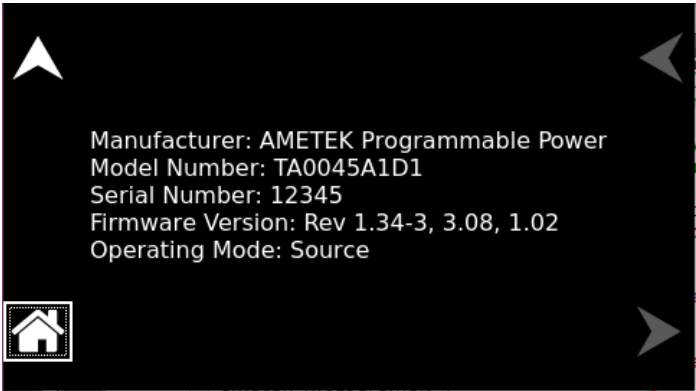 Manufacturer: AMETEK Programmable Power
Model Number: TA0045A1D1
Serial Number: 12345
Firmware Version: Rev 1.34-3, 3.08, 1.02
Operating Mode: Source